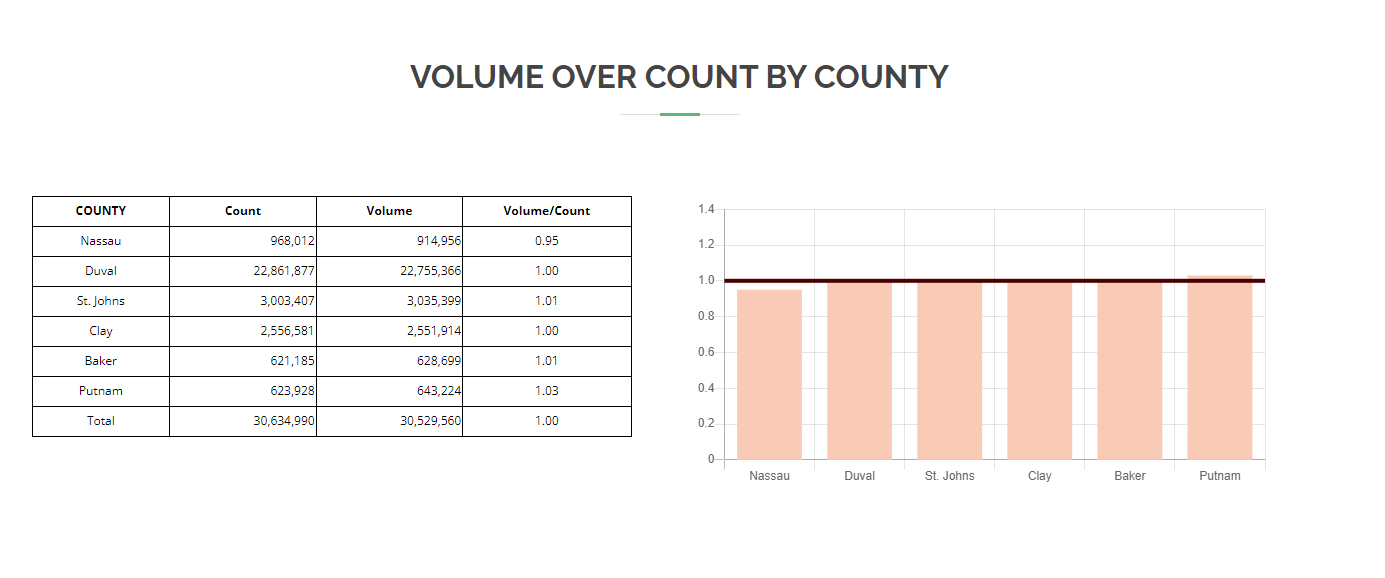 VOLUME OVER COUNT BY COUNTY
COUNTY Count Volume Volume/Count
Nassau 968,012 914,956 0.95
Duval 22,861,877 22,755,366 1.00
St. Johns 3,003,407 3,035,399 1.01
Clay 2,556,581 2,551,914 1.00
Baker 621,185 628,699 1.01
Putnam 623,928 643,224 1.03
Total 30,634,990 30,529,560 1.00
1.4
1.2
1.0
0.8
0.6
0.4
0.2
0
Nassau Duval St. Johns Clay Baker Putnam